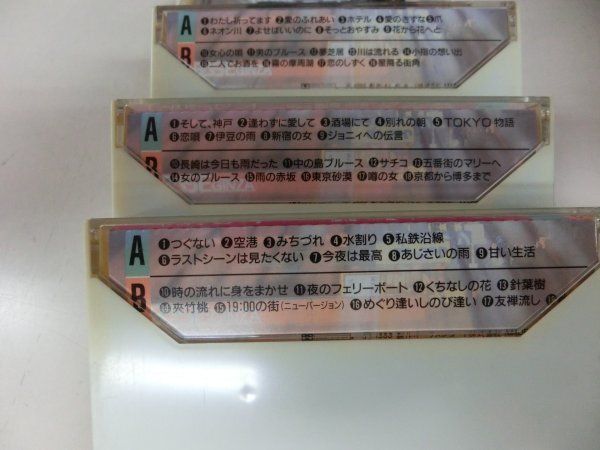 A
❶わたし祈ってます ❷愛のふれあい ❸ホテル ❹愛のきずな ❺爪
❻ネオン川 ❼よせばいいのに ❽そっとおやすみ ❾花から花へと
B
❿女心の唄 ⓫男のブルース ⓬夢芝居 ⓭川は流れる ⓮小指の想い出
⓯二人でお酒を ⓰霧の摩周湖 ⓱恋のしずく ⓲星降る街角
A
❶そして、神戸 ❷逢わずに愛して ❸酒場にて ❹別れの朝 ❺TOKYO物語
❻恋唄 ❼伊豆の雨 ❽新宿の女 ❾ジョニィへの伝言
B
❿長崎は今日も雨だった ⓫中の島ブルース ⓬サチコ ⓭五番街のマリーへ
⓮女のブルース ⓯雨の赤坂 ⓰東京砂漠 ⓱噂の女 ⓲京都から博多まで
GINZA
A
❶つぐない ❷空港 ❸みちづれ ❹水割り ❺私鉄沿線
❻ラストシーンは見たくない ❼今夜は最高 ❽あじさいの雨 ❾甘い生活
B
❿時の流れに身をまかせ ⓫夜のフェリーボート ⓬くちなしの花 ⓭針葉樹
⓮夾竹桃 ⓯19:00の街(ニューバージョン) ⓰めぐり逢いしのび逢い ⓱友禅流し ⓲